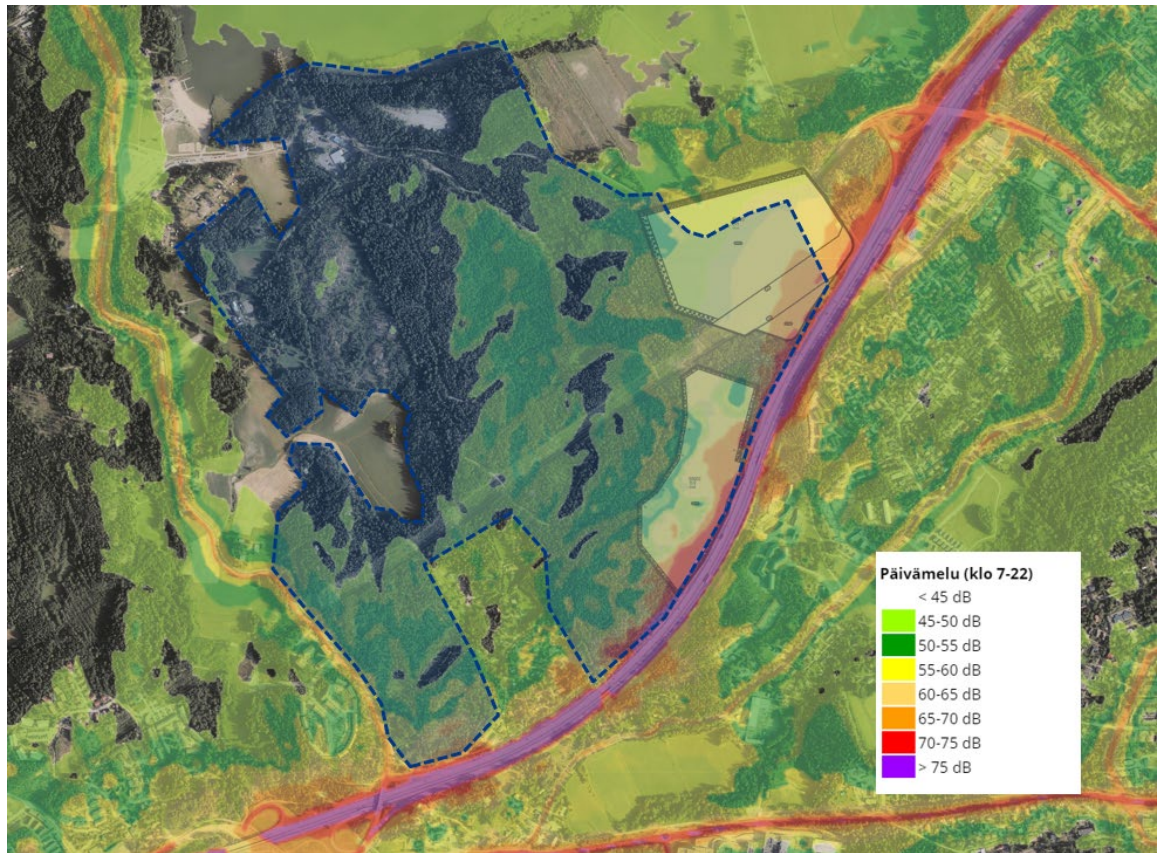 Päivämelu (klo 7-22)
< 45 dB
45-50 dB
50-55 dB
55-60 dB
60-65 dB
65-70 dB
70-75 dB
> 75 dB